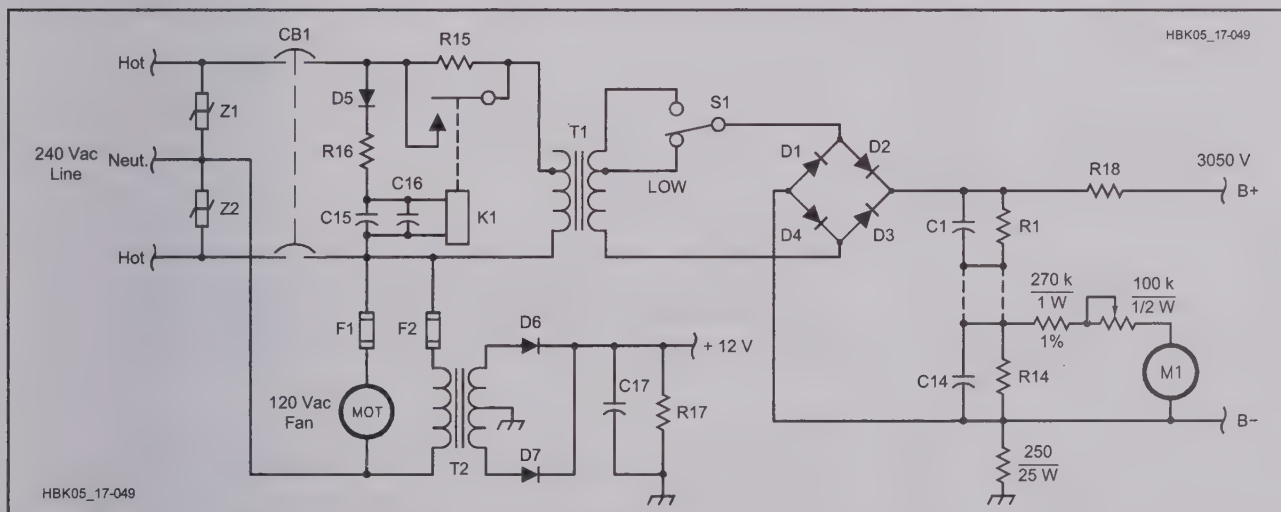 HBK05_17-049
Hot
CB1
R15
Z1
D5
R16
240 Vac
Line
Neut.
Z2
C15
C16
K1
Hot
T1
S1
LOW
D1
D2
D4
D3
R18
3050 V
B+
C1
R1
270 k
1 W
1%
100 k
1/2 W
C14
R14
M1
B–
250
25 W
F1
F2
120 Vac
Fan
MOT
T2
D6
D7
+ 12 V
C17
R17
HBK05_17-049